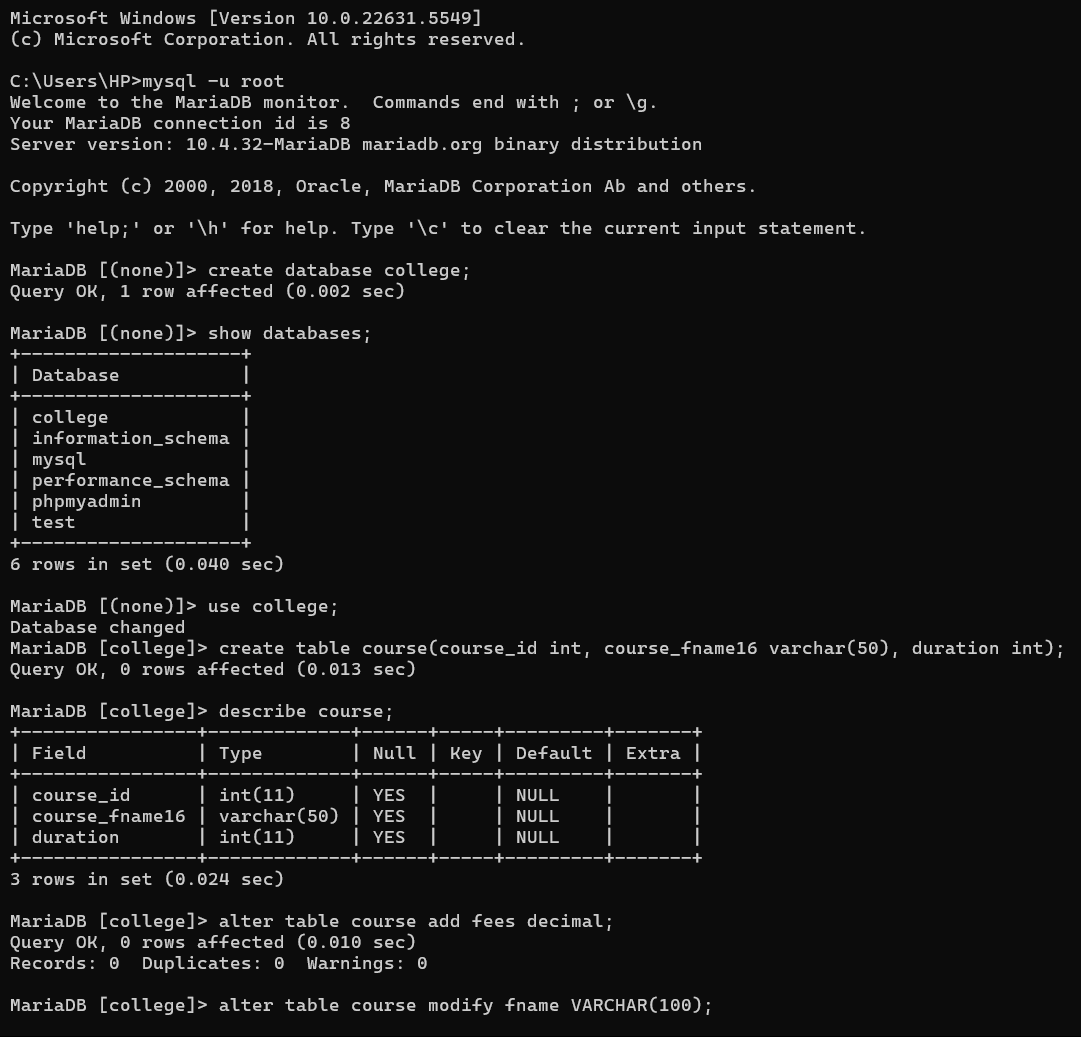 Microsoft Windows [Version 10.0.22631.5549]
(c) Microsoft Corporation. All rights reserved.
C:\Users\HP>mysql -u root
Welcome to the MariaDB monitor.  Commands end with ; or \g.
Your MariaDB connection id is 8
Server version: 10.4.32-MariaDB mariadb.org binary distribution
Copyright (c) 2000, 2018, Oracle, MariaDB Corporation Ab and others.
Type 'help;' or '\h' for help. Type '\c' to clear the current input statement.
MariaDB [(none)]> create database college;
Query OK, 1 row affected (0.002 sec)
MariaDB [(none)]> show databases;
+--------------------+
| Database           |
+--------------------+
| college            |
| information_schema |
| mysql              |
| performance_schema |
| phpmyadmin         |
| test               |
+--------------------+
6 rows in set (0.040 sec)
MariaDB [(none)]> use college;
Database changed
MariaDB [college]> create table course(course_id int, course_fname16 varchar(50), duration int);
Query OK, 0 rows affected (0.013 sec)
MariaDB [college]> describe course;
+----------------+-------------+------+-----+---------+-------+
| Field          | Type        | Null | Key | Default | Extra |
+----------------+-------------+------+-----+---------+-------+
| course_id      | int(11)     | YES  |     | NULL    |       |
| course_fname16 | varchar(50) | YES  |     | NULL    |       |
| duration       | int(11)     | YES  |     | NULL    |       |
+----------------+-------------+------+-----+---------+-------+
3 rows in set (0.024 sec)
MariaDB [college]> alter table course add fees decimal;
Query OK, 0 rows affected (0.010 sec)
Records: 0  Duplicates: 0  Warnings: 0
MariaDB [college]> alter table course modify fname VARCHAR(100);